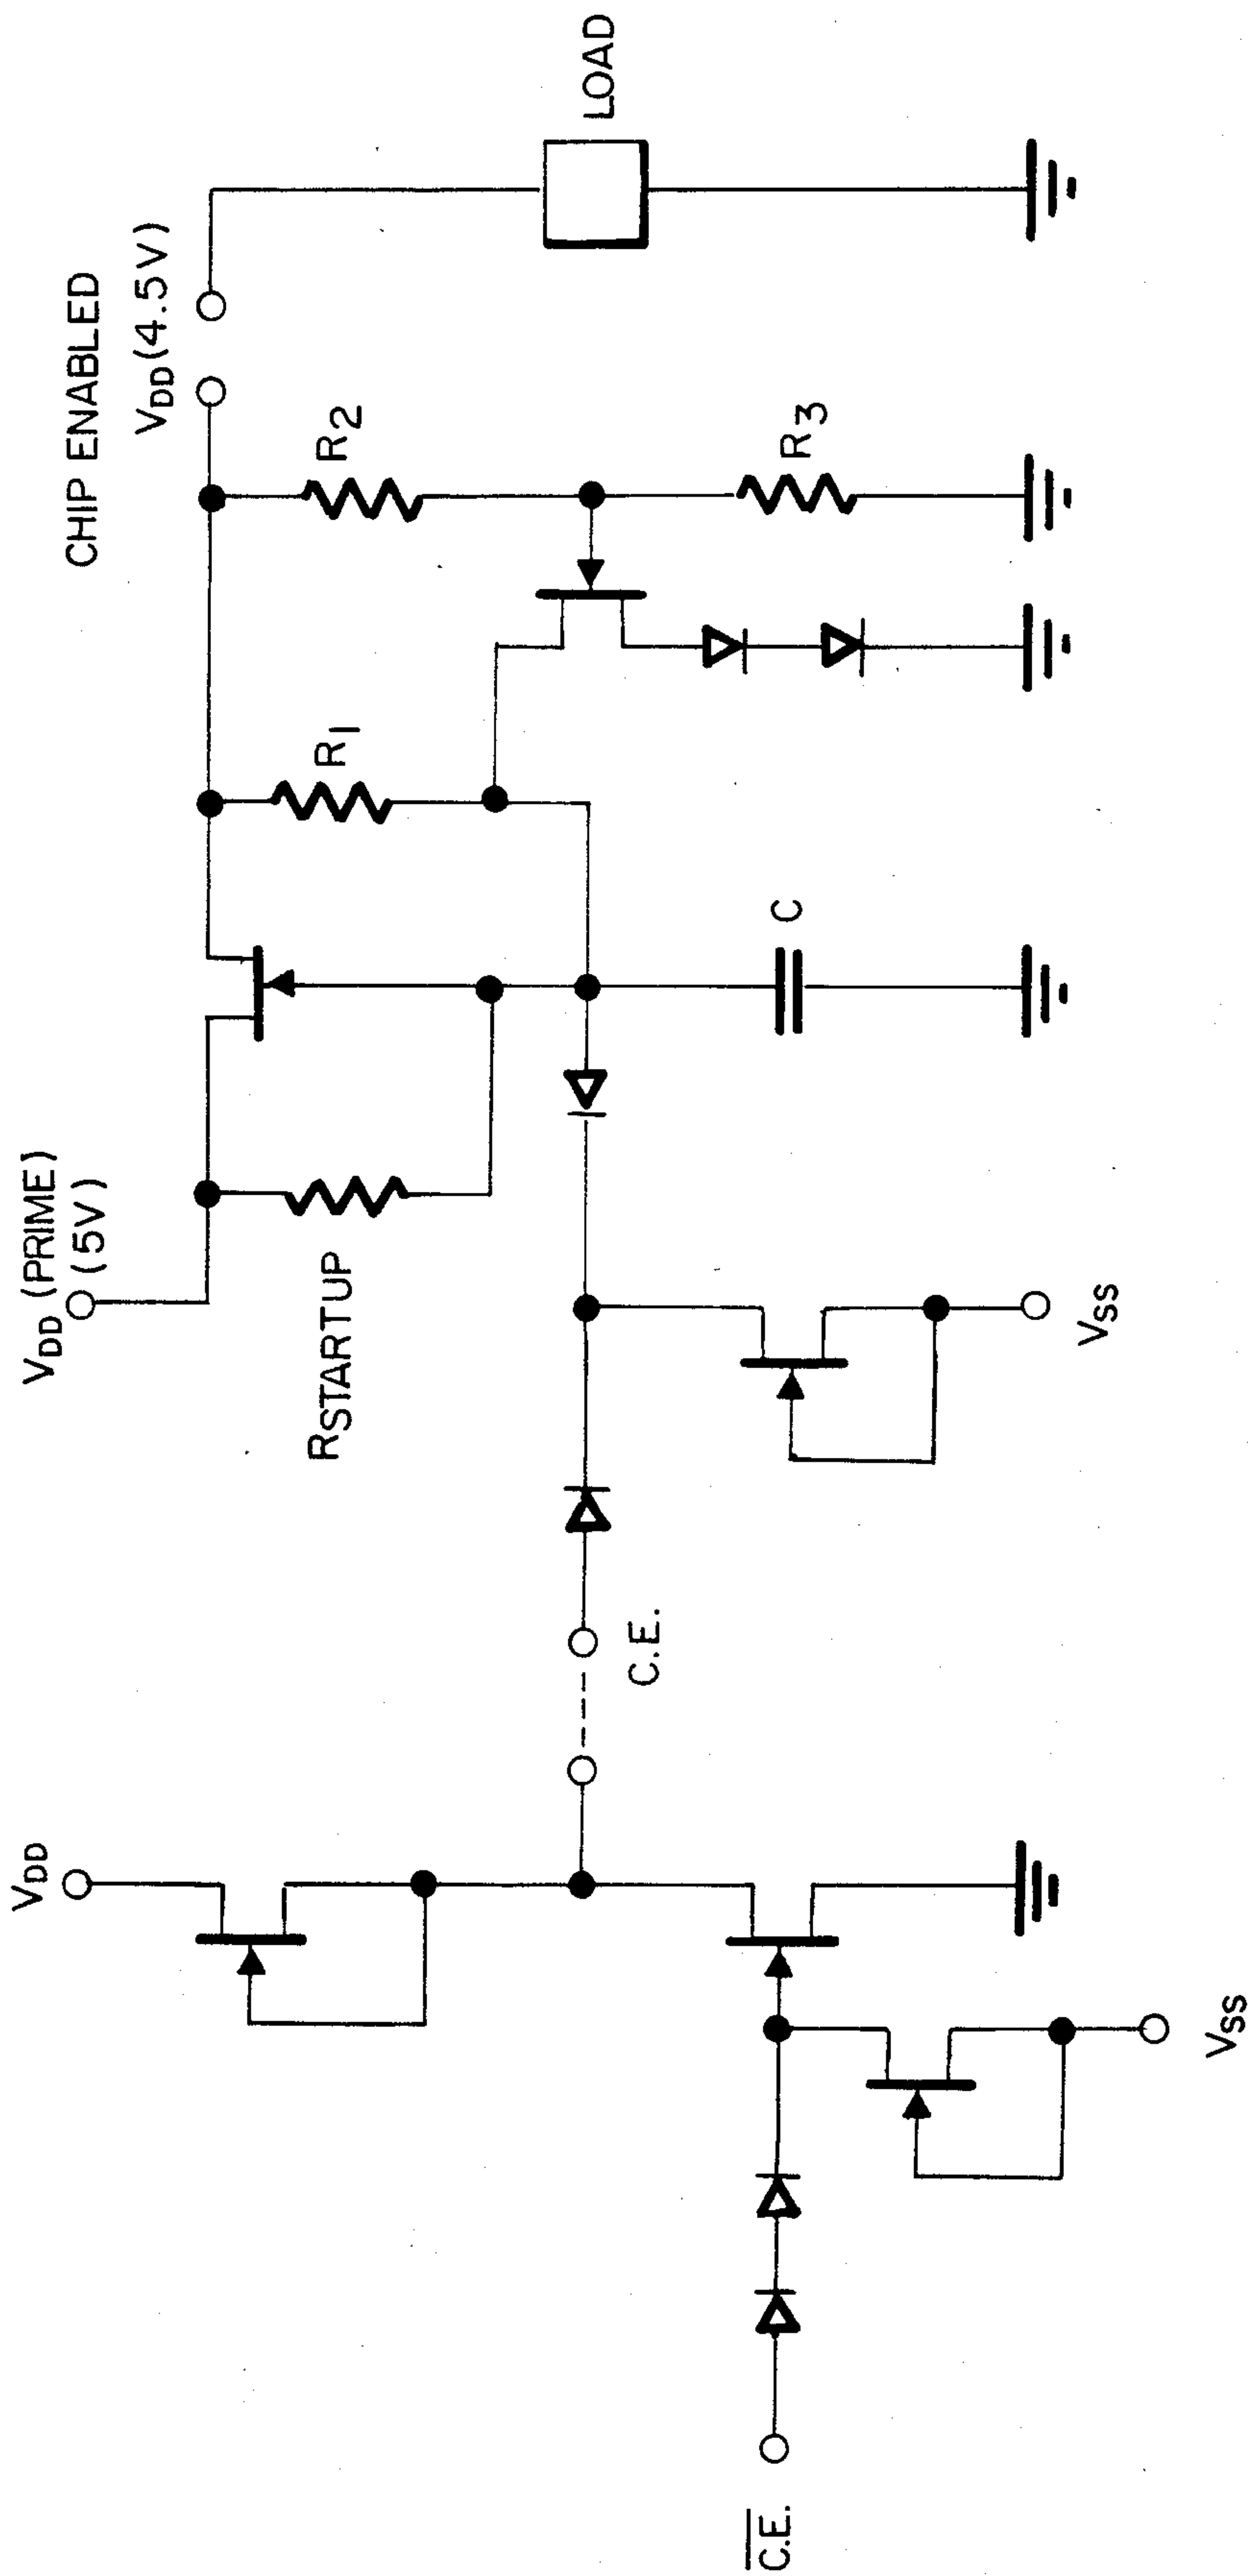 CHIP ENABLED
VDD (PRIME)
(5V)
VDD (4.5V)
VDD
R1
R2
RSTARTUP
LOAD
C.E.
C
R3
C.E.
VSS
VSS